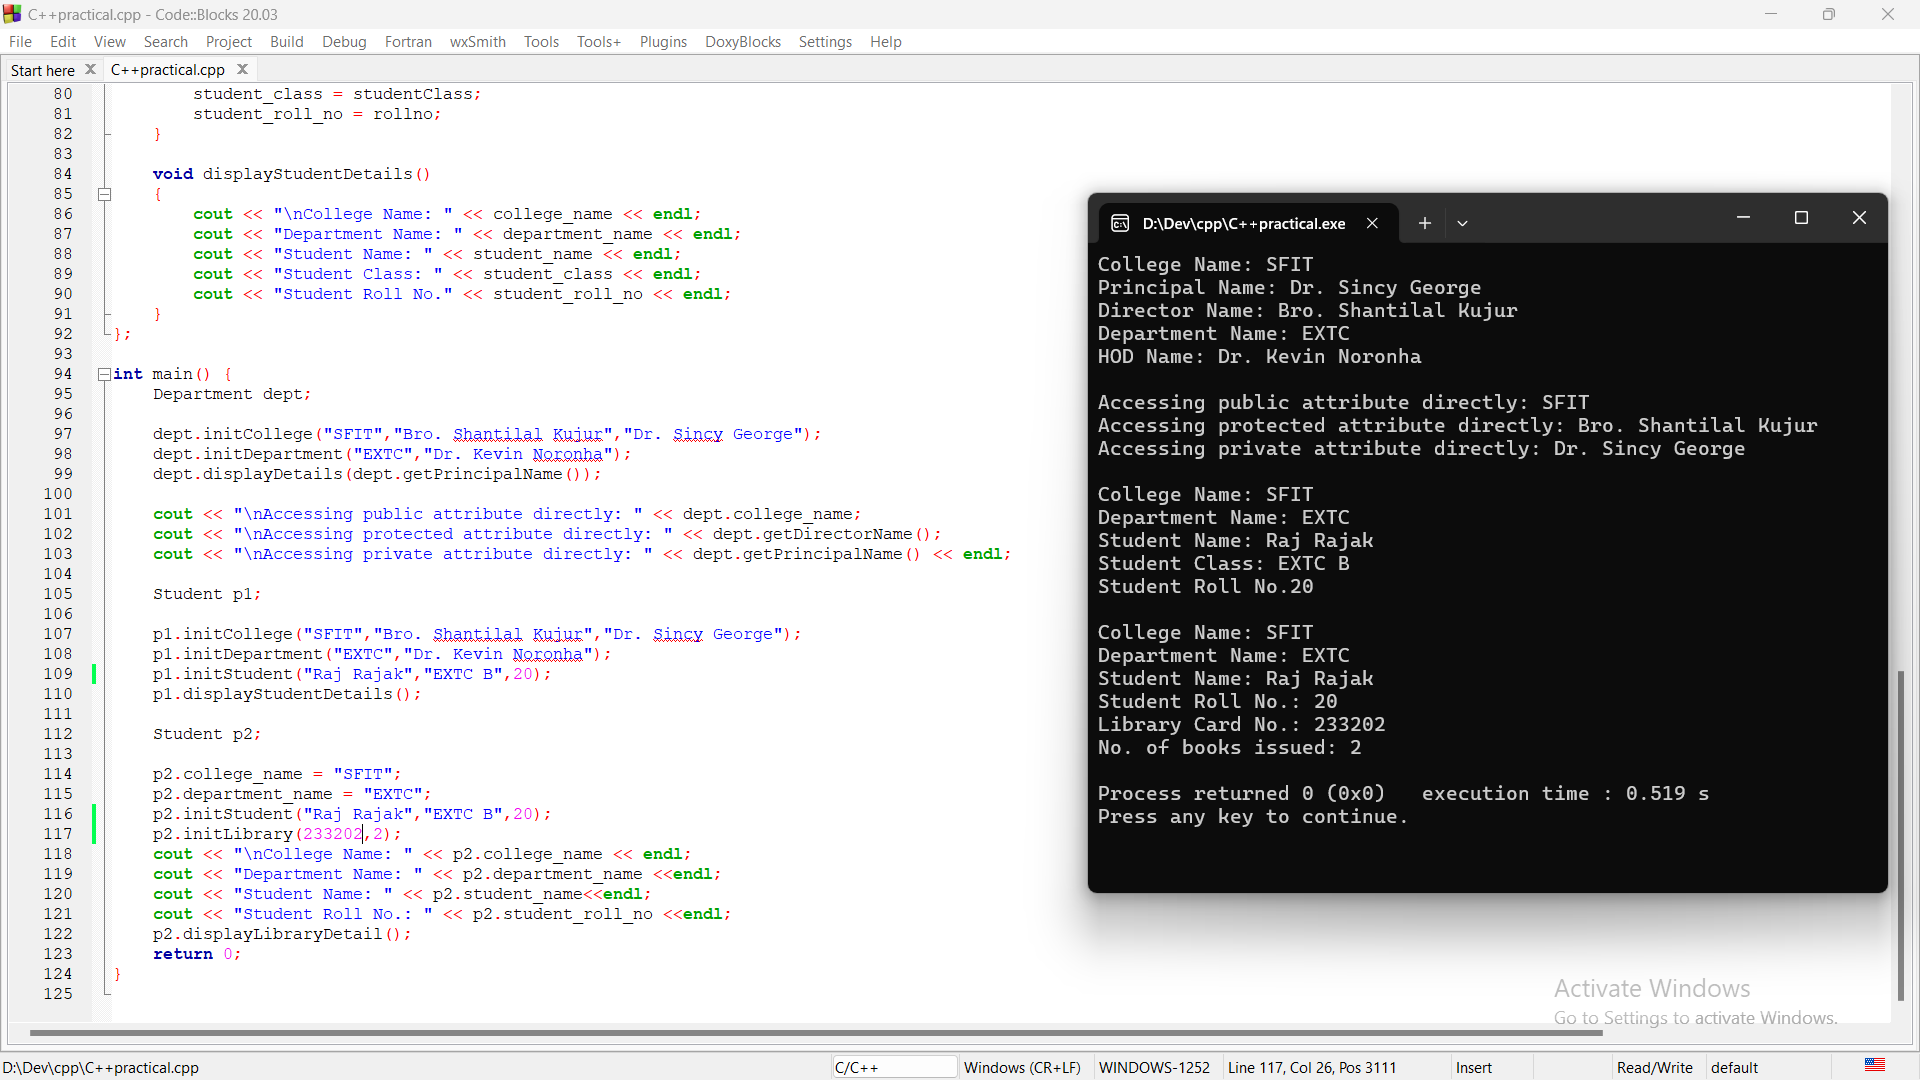 C++practical.cpp - Code::Blocks 20.03
File Edit View Search Project Build Debug Fortran wxSmith Tools Tools+ Plugins DoxyBlocks Settings Help
Start here C++practical.cpp
80 student_class = studentClass;
81 student_roll_no = rollno;
82 }
83
84 void displayStudentDetails()
85 {
86 cout << "\nCollege Name: " << college_name << endl;
87 cout << "Department Name: " << department_name << endl;
88 cout << "Student Name: " << student_name << endl;
89 cout << "Student Class: " << student_class << endl;
90 cout << "Student Roll No." << student_roll_no << endl;
91 }
92 };
93
94 int main() {
95 Department dept;
96
97 dept.initCollege("SFIT","Bro. Shantilal Kujur","Dr. Sincy George");
98 dept.initDepartment("EXTC","Dr. Kevin Noronha");
99 dept.displayDetails(dept.getPrincipalName());
100
101 cout << "\nAccessing public attribute directly: " << dept.college_name;
102 cout << "\nAccessing protected attribute directly: " << dept.getDirectorName();
103 cout << "\nAccessing private attribute directly: " << dept.getPrincipalName() << endl;
104
105 Student p1;
106
107 p1.initCollege("SFIT","Bro. Shantilal Kujur","Dr. Sincy George");
108 p1.initDepartment("EXTC","Dr. Kevin Noronha");
109 p1.initStudent("Raj Rajak","EXTC B",20);
110 p1.displayStudentDetails();
111
112 Student p2;
113
114 p2.college_name = "SFIT";
115 p2.department_name = "EXTC";
116 p2.initStudent("Raj Rajak","EXTC B",20);
117 p2.initLibrary(233202,2);
118 cout << "\nCollege Name: " << p2.college_name << endl;
119 cout << "Department Name: " << p2.department_name <<endl;
120 cout << "Student Name: " << p2.student_name<<endl;
121 cout << "Student Roll No.: " << p2.student_roll_no <<endl;
122 p2.displayLibraryDetail();
123 return 0;
124 }
125
D:\Dev\cpp\C++practical.exe
College Name: SFIT
Principal Name: Dr. Sincy George
Director Name: Bro. Shantilal Kujur
Department Name: EXTC
HOD Name: Dr. Kevin Noronha
Accessing public attribute directly: SFIT
Accessing protected attribute directly: Bro. Shantilal Kujur
Accessing private attribute directly: Dr. Sincy George
College Name: SFIT
Department Name: EXTC
Student Name: Raj Rajak
Student Class: EXTC B
Student Roll No.20
College Name: SFIT
Department Name: EXTC
Student Name: Raj Rajak
Student Roll No.: 20
Library Card No.: 233202
No. of books issued: 2
Process returned 0 (0x0) execution time : 0.519 s
Press any key to continue.
Activate Windows
Go to Settings to activate Windows.
D:\Dev\cpp\C++practical.cpp C/C++ Windows (CR+LF) WINDOWS-1252 Line 117, Col 26, Pos 3111 Insert Read/Write default